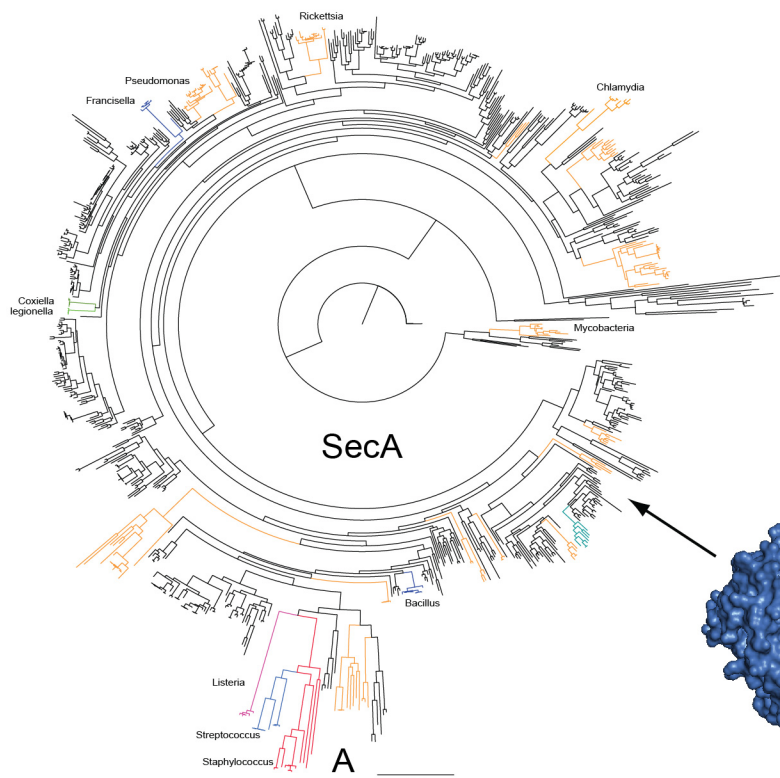 Rickettsia
Pseudomonas
Francisella
Chlamydia
Coxiella
legionella
Mycobacteria
SecA
Bacillus
Listeria
Streptococcus
Staphylococcus
A